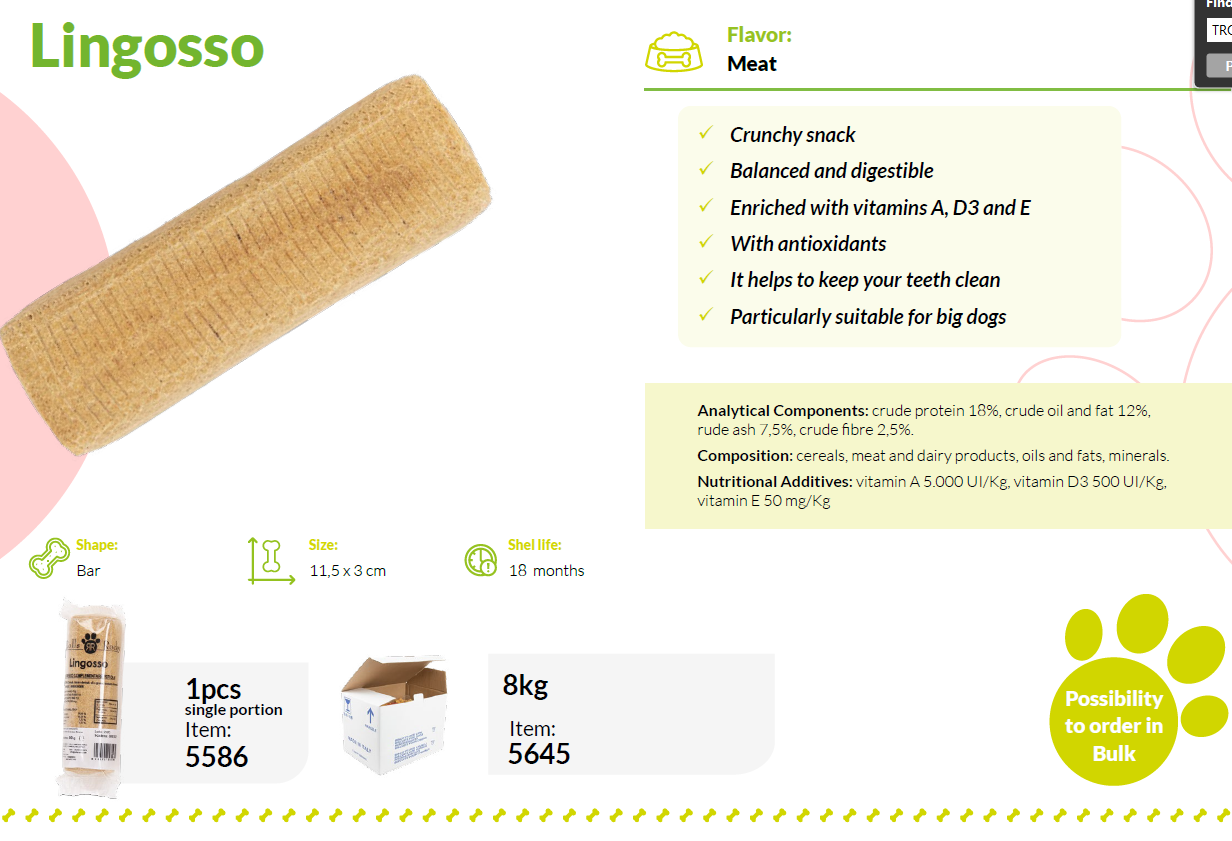 Lingosso
Flavor:
Meat
Find
TRO
P
Crunchy snack
Balanced and digestible
Enriched with vitamins A, D3 and E
With antioxidants
It helps to keep your teeth clean
Particularly suitable for big dogs
Analytical Components: crude protein 18%, crude oil and fat 12%,
rude ash 7,5%, crude fibre 2,5%.
Composition: cereals, meat and dairy products, oils and fats, minerals.
Nutritional Additives: vitamin A 5.000 UI/Kg, vitamin D3 500 UI/Kg,
vitamin E 50 mg/Kg
Shape:
Bar
Size:
11,5 x 3 cm
Shel life:
18 months
Lingosso
1pcs
single portion
Item:
5586
8kg
Item:
5645
Possibility
to order in
Bulk